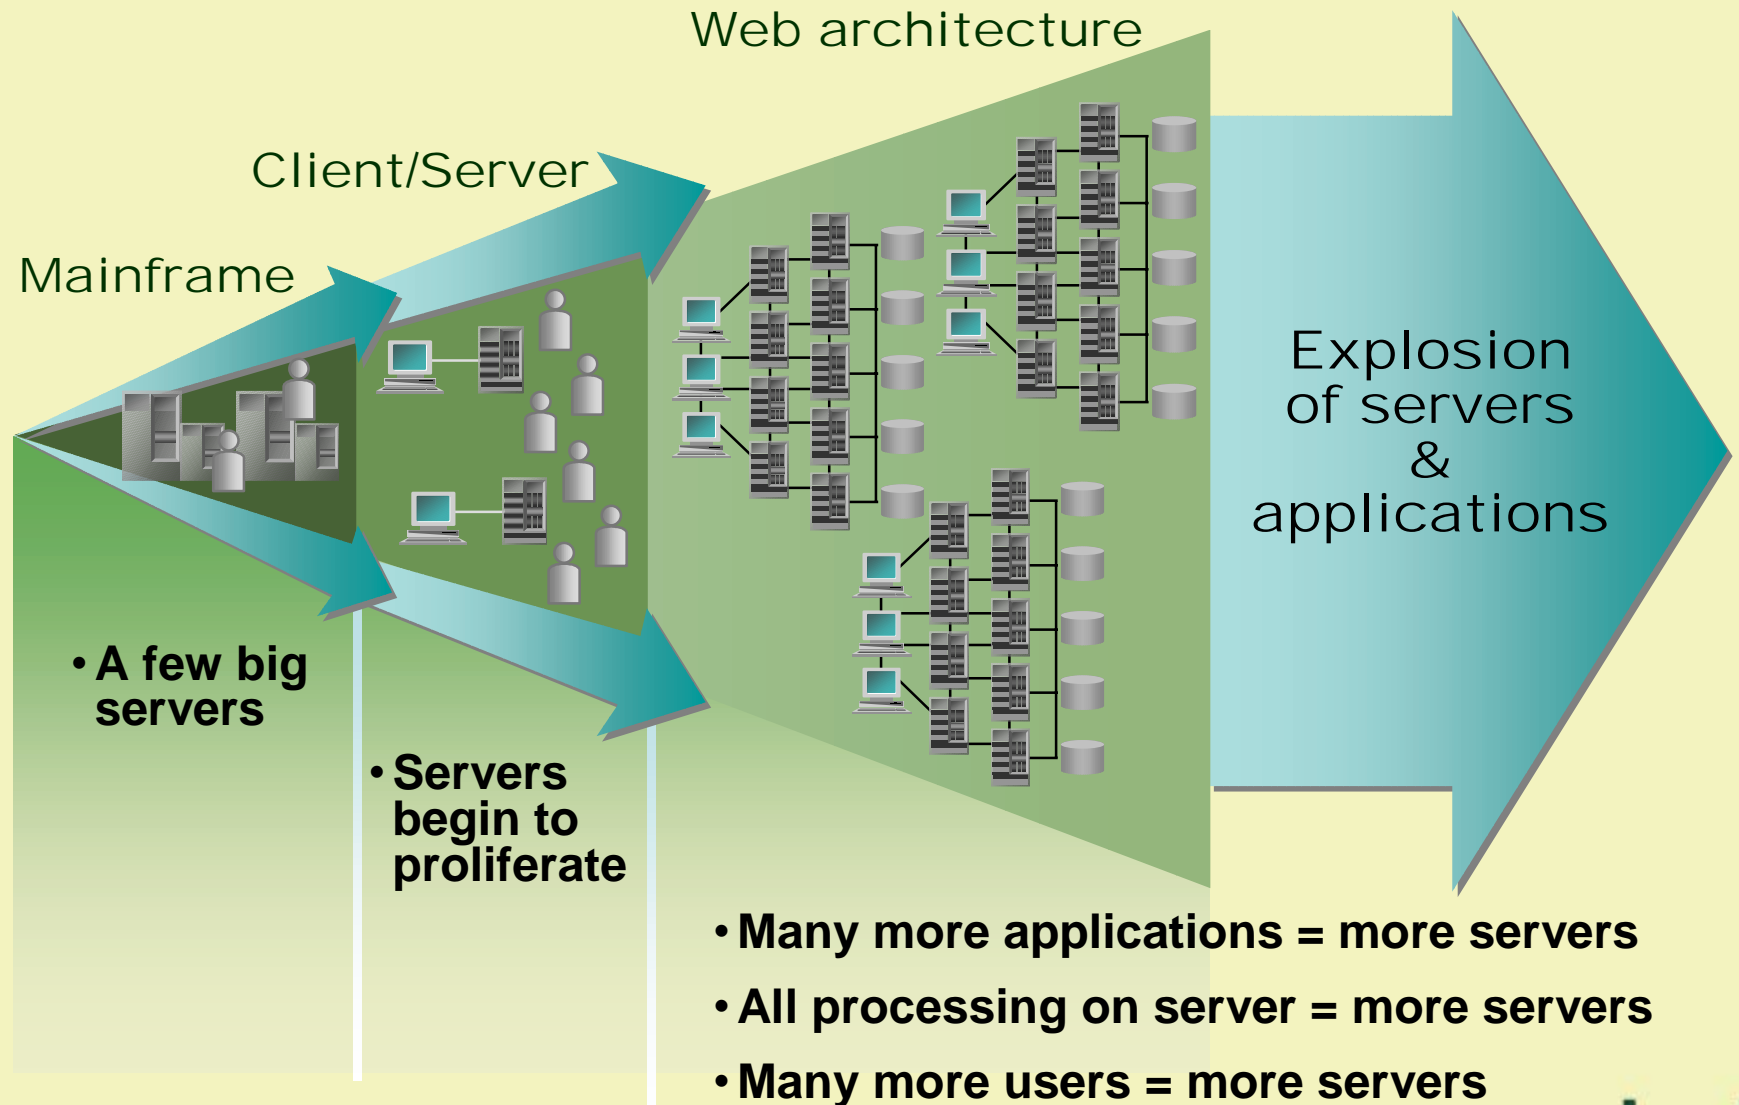 Web architecture
Client/Server
Mainframe
Explosion
of servers
&
applications
• A few big
servers
• Servers
begin to
proliferate
• Many more applications = more servers
• All processing on server = more servers
• Many more users = more servers